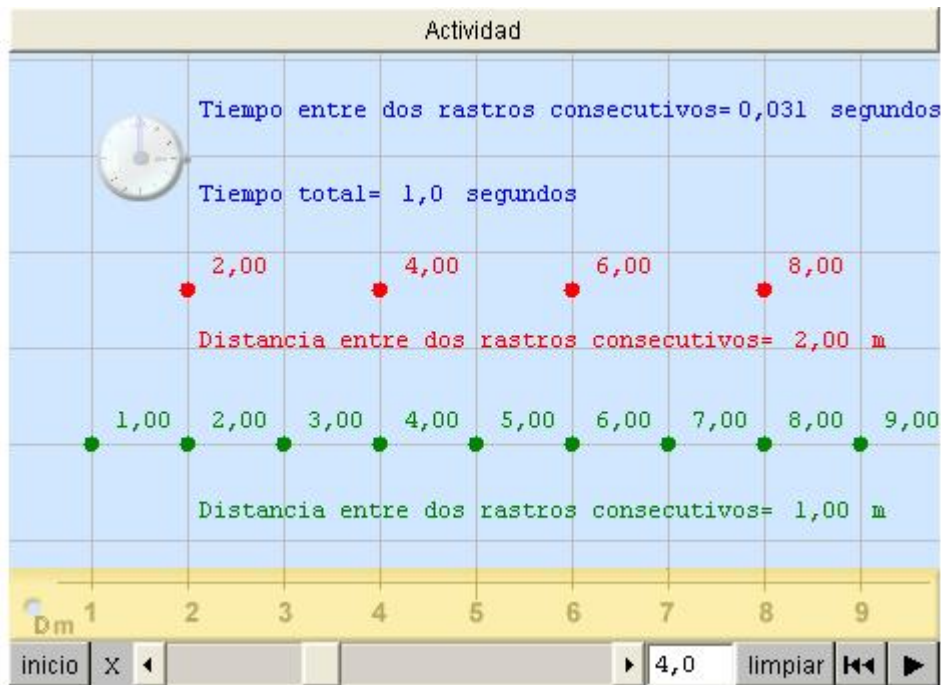 Actividad
Tiempo entre dos rastros consecutivos= 0,031 segundos
Tiempo total= 1,0 segundos
2,00 4,00 6,00 8,00
Distancia entre dos rastros consecutivos= 2,00 m
1,00 2,00 3,00 4,00 5,00 6,00 7,00 8,00 9,00
Distancia entre dos rastros consecutivos= 1,00 m
Dm 1 2 3 4 5 6 7 8 9
inicio X 4,0 limpiar